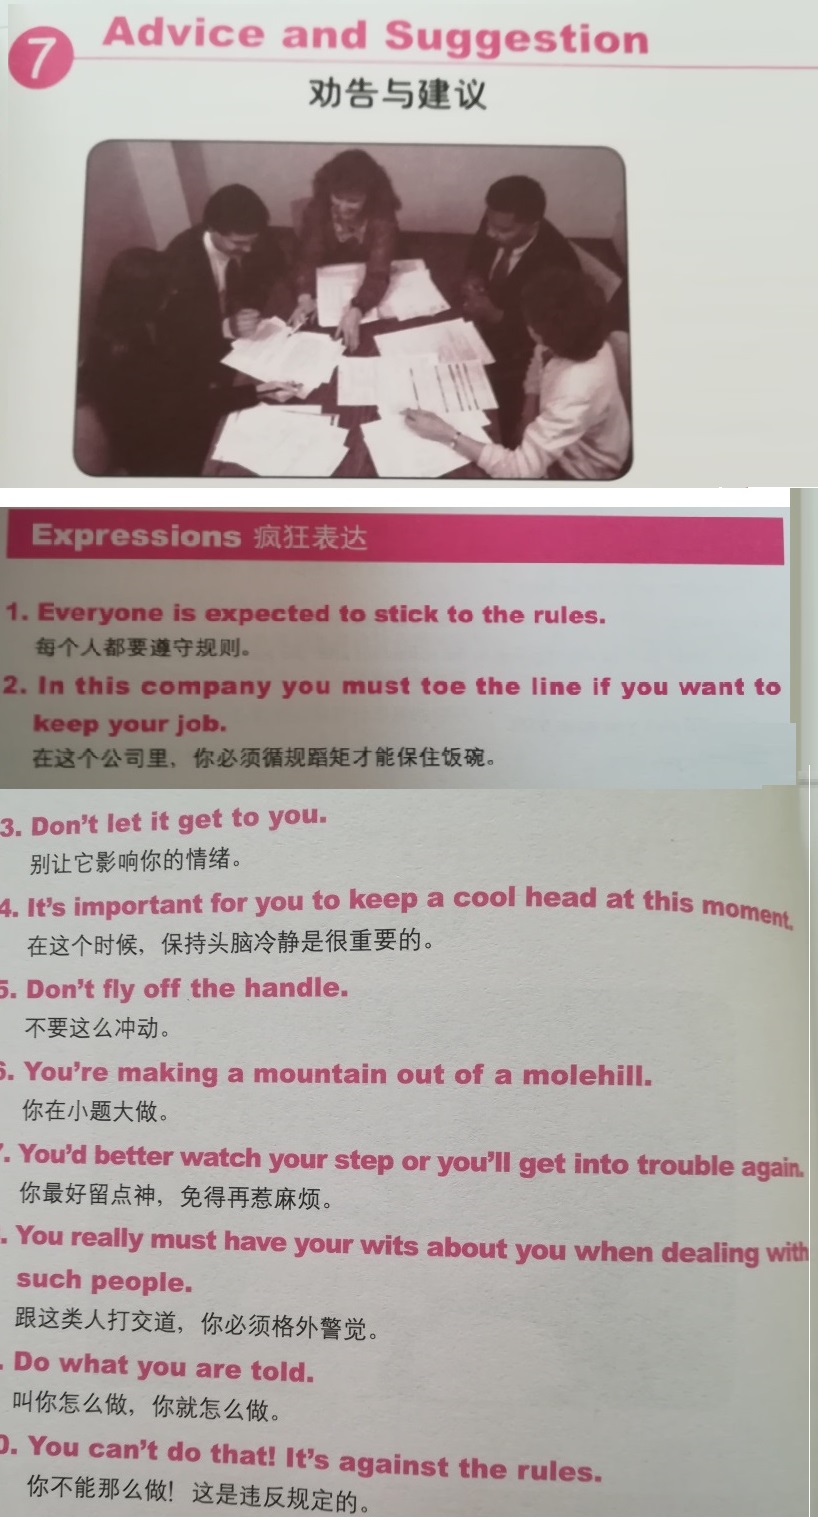 7
Advice and Suggestion
劝告与建议
Expressions 疯狂表达
1. Everyone is expected to stick to the rules.
每个人都要遵守规则。
2. In this company you must toe the line if you want to
keep your job.
在这个公司里，你必须循规蹈矩才能保住饭碗。
3. Don't let it get to you.
别让它影响你的情绪。
4. It's important for you to keep a cool head at this moment.
在这个时候，保持头脑冷静是很重要的。
5. Don't fly off the handle.
不要这么冲动。
6. You're making a mountain out of a molehill.
你在小题大做。
. You'd better watch your step or you'll get into trouble again.
你最好留点神，免得再惹麻烦。
. You really must have your wits about you when dealing with
such people.
跟这类人打交道，你必须格外警觉。
. Do what you are told.
叫你怎么做，你就怎么做。
0. You can't do that! It's against the rules.
你不能那么做！这是违反规定的。